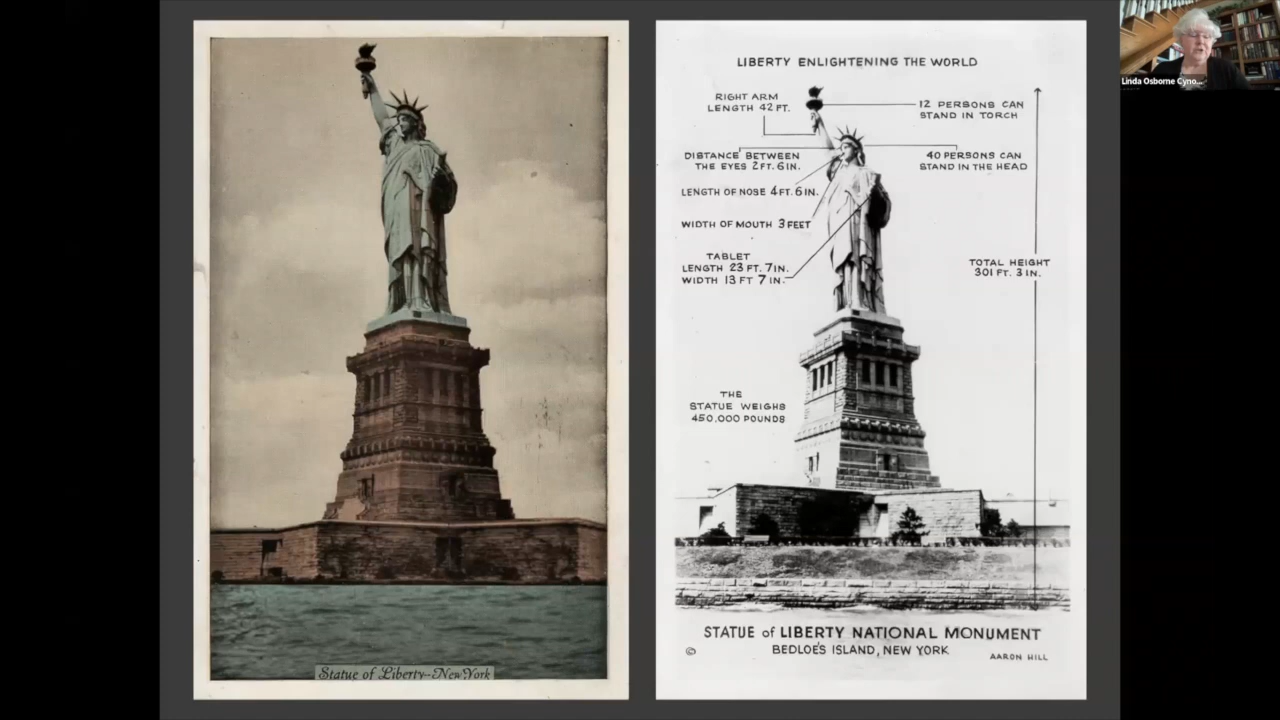 Statue of Liberty--New York
LIBERTY ENLIGHTENING THE WORLD
RIGHT ARM
LENGTH 42 FT.
12 PERSONS CAN
STAND IN TORCH
DISTANCE BETWEEN
THE EYES 2 FT. 6 IN.
40 PERSONS CAN
STAND IN THE HEAD
LENGTH OF NOSE 4 FT. 6 IN.
WIDTH OF MOUTH 3 FEET
TABLET
LENGTH 23 FT. 7 IN.
WIDTH 13 FT 7 IN.
TOTAL HEIGHT
301 FT. 3 IN.
THE
STATUE WEIGHS
450,000 POUNDS
STATUE of LIBERTY NATIONAL MONUMENT
© BEDLOE'S ISLAND, NEW YORK
AARON HILL
Linda Osborne Cyno...